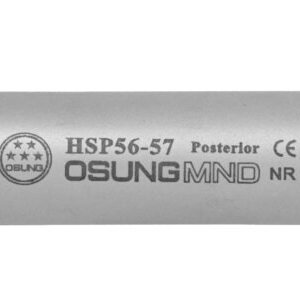 HSP56-57 Posterior CE
OSUNG OSUNGMND NR